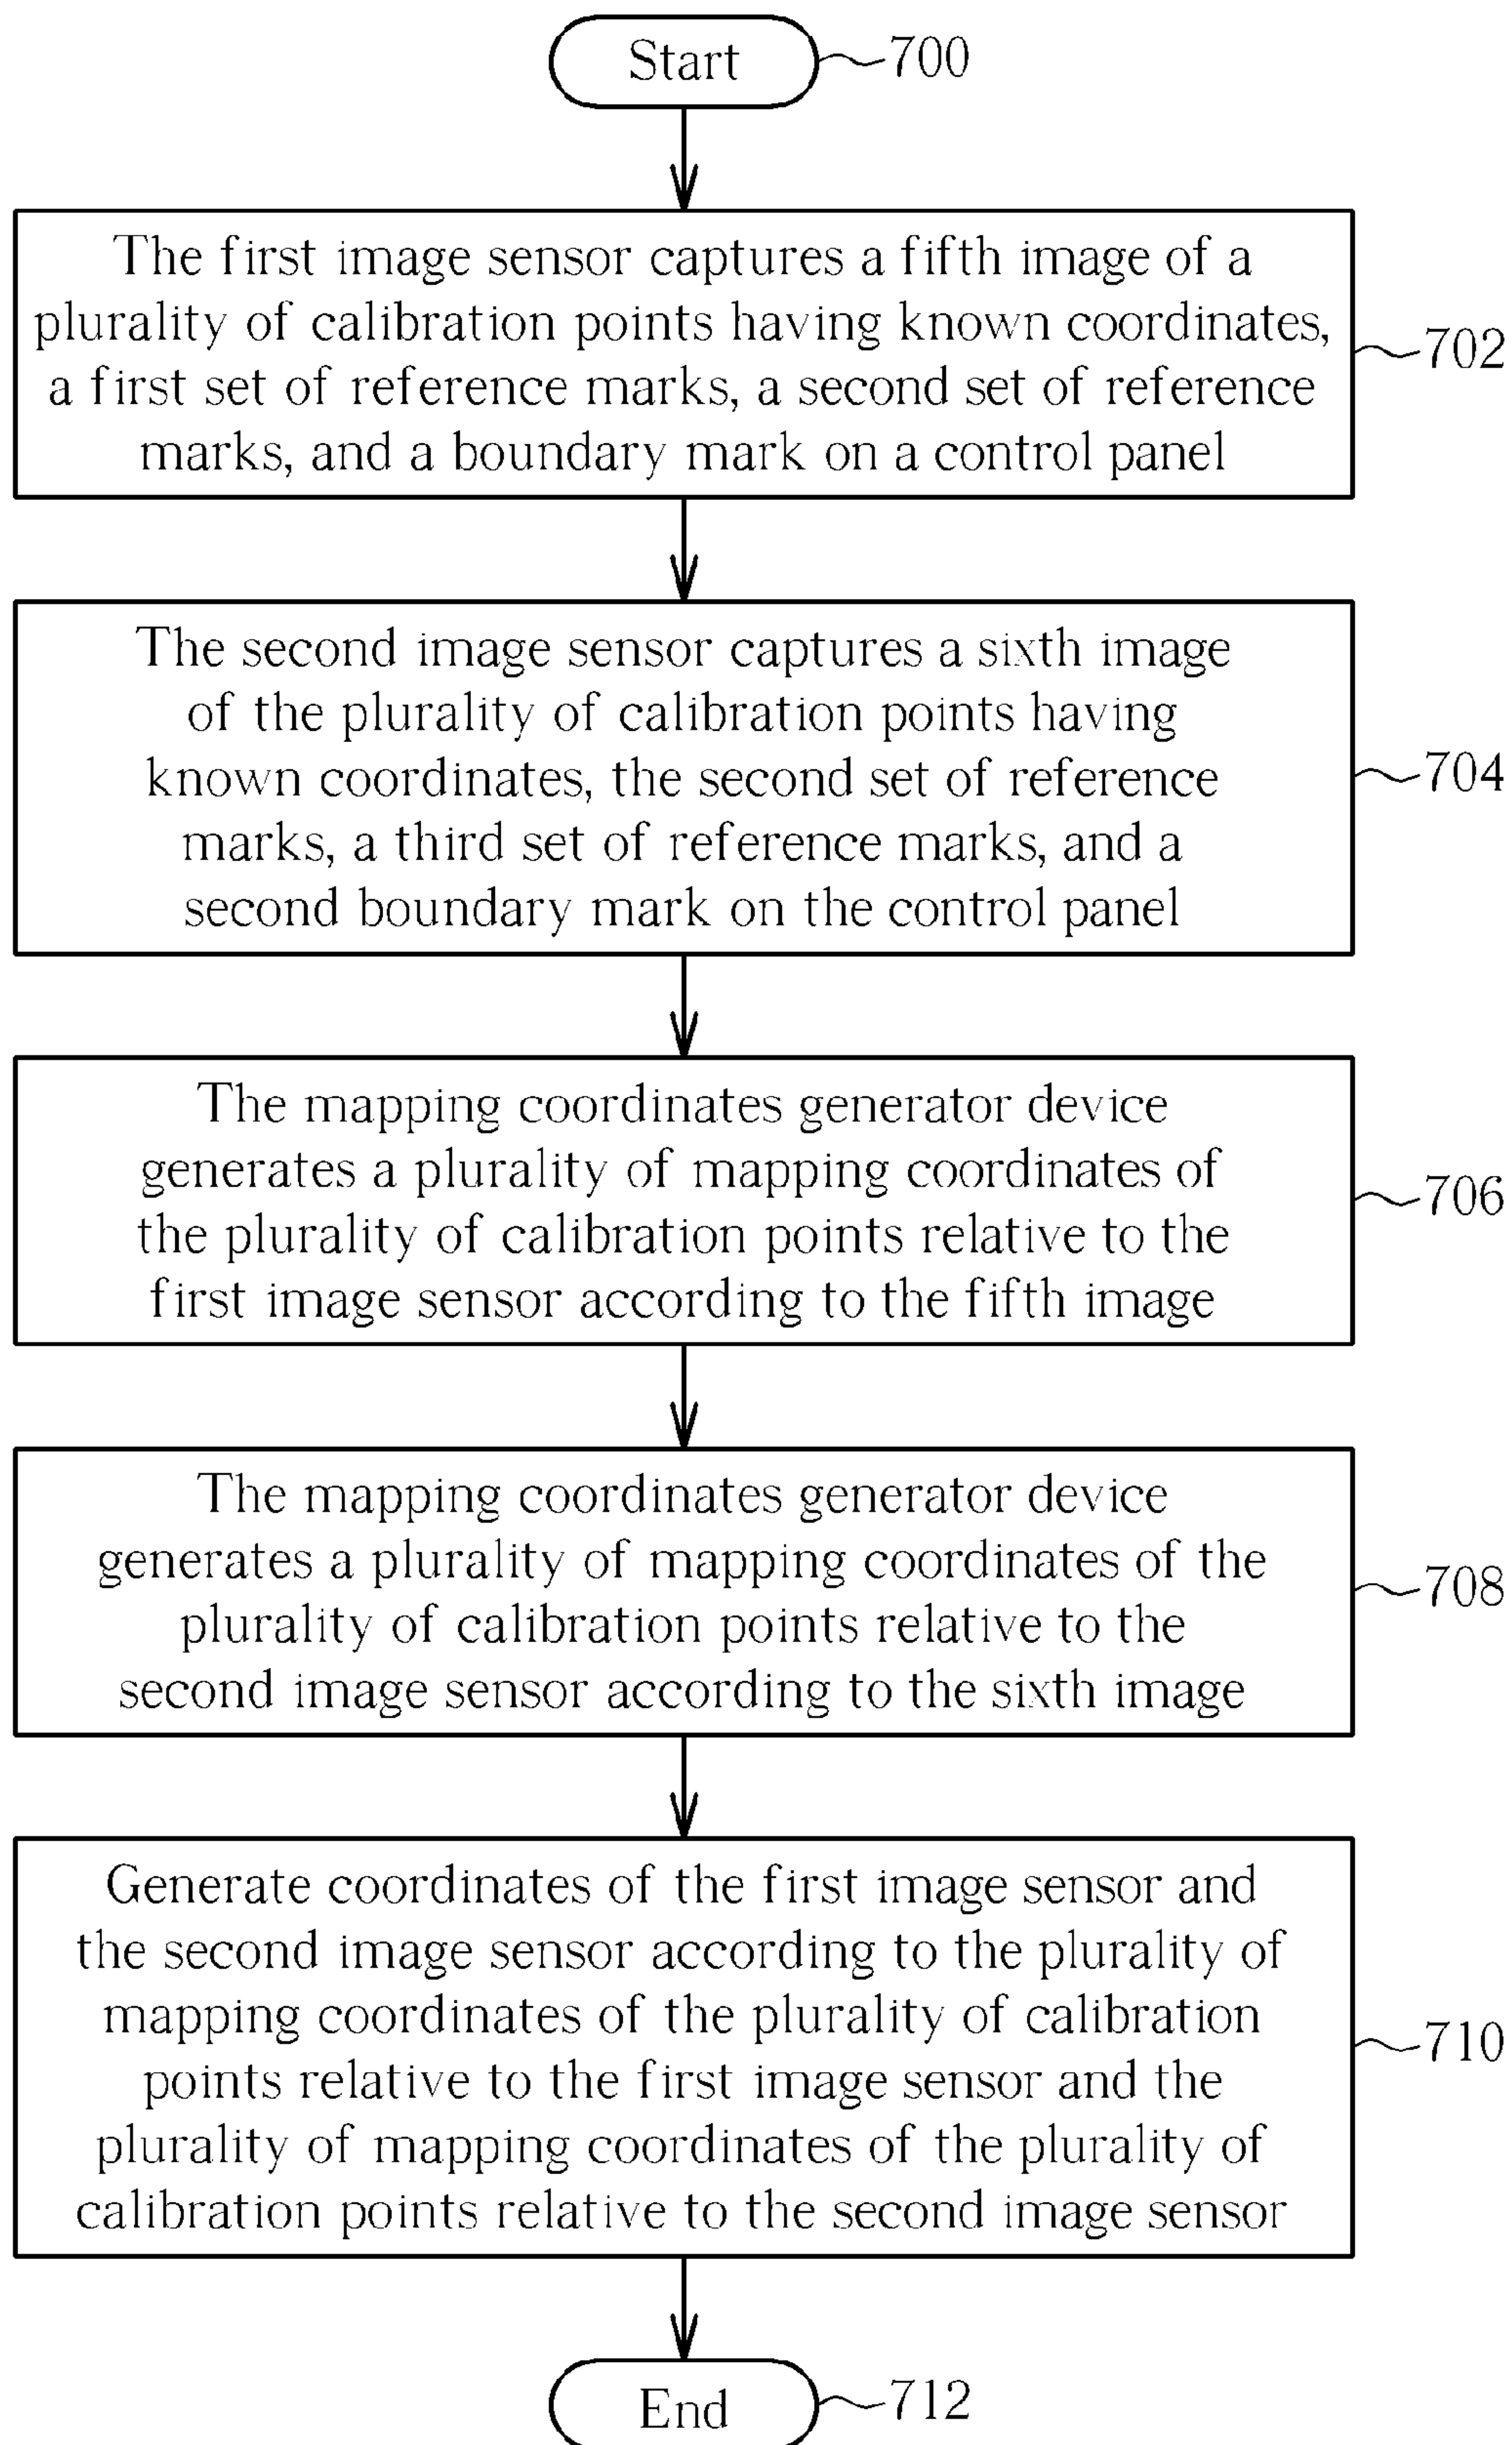 Start
700
The first image sensor captures a fifth image of a
plurality of calibration points having known coordinates,
a first set of reference marks, a second set of reference
marks, and a boundary mark on a control panel
702
The second image sensor captures a sixth image
of the plurality of calibration points having
known coordinates, the second set of reference
marks, a third set of reference marks, and a
second boundary mark on the control panel
704
The mapping coordinates generator device
generates a plurality of mapping coordinates of
the plurality of calibration points relative to the
first image sensor according to the fifth image
706
The mapping coordinates generator device
generates a plurality of mapping coordinates of the
plurality of calibration points relative to the
second image sensor according to the sixth image
708
Generate coordinates of the first image sensor and
the second image sensor according to the plurality of
mapping coordinates of the plurality of calibration
points relative to the first image sensor and the
plurality of mapping coordinates of the plurality of
calibration points relative to the second image sensor
710
End
712